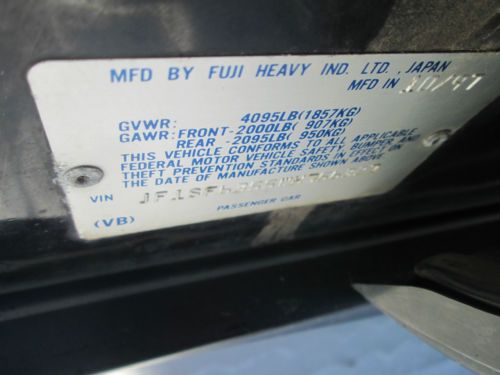 MFD BY FUJI HEAVY IND. LTD., JAPAN
MFD IN 10/97
GVWR: 4095LB(1857KG)
GAWR: FRONT-2000LB( 907KG)
REAR -2095LB( 950KG)
THIS VEHICLE CONFORMS TO ALL APPLICABLE
FEDERAL MOTOR VEHICLE SAFETY, BUMPER AND
THEFT PREVENTION STANDARDS IN EFFECT ON
THE DATE OF MANUFACTURE SHOWN ABOVE.
VIN
(VB) PASSENGER CAR